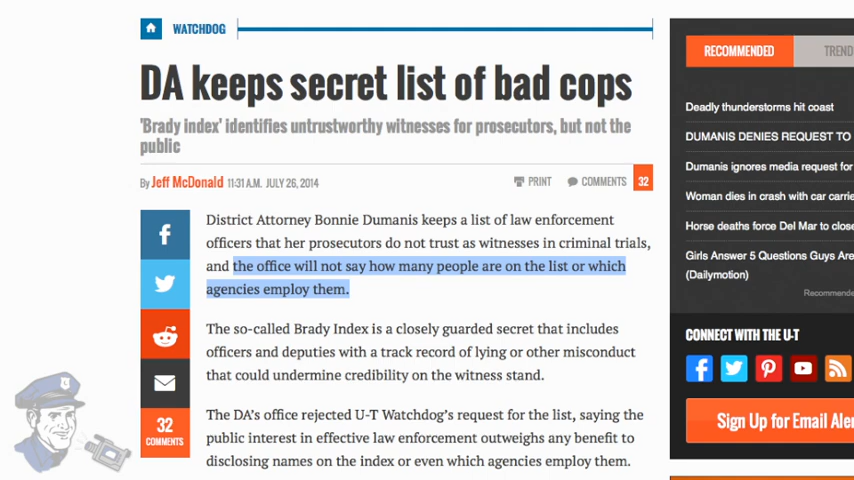 WATCHDOG
DA keeps secret list of bad cops
'Brady index' identifies untrustworthy witnesses for prosecutors, but not the
public
By Jeff McDonald 11:31 A.M. JULY 26, 2014
PRINT
COMMENTS 32
District Attorney Bonnie Dumanis keeps a list of law enforcement
officers that her prosecutors do not trust as witnesses in criminal trials,
and the office will not say how many people are on the list or which
agencies employ them.
The so-called Brady Index is a closely guarded secret that includes
officers and deputies with a track record of lying or other misconduct
that could undermine credibility on the witness stand.
The DA's office rejected U-T Watchdog's request for the list, saying the
public interest in effective law enforcement outweighs any benefit to
disclosing names on the index or even which agencies employ them.
32
COMMENTS
RECOMMENDED
TREND
Deadly thunderstorms hit coast
DUMANIS DENIES REQUEST TO
Dumanis ignores media request for
Woman dies in crash with car carrie
Horse deaths force Del Mar to close
Girls Answer 5 Questions Guys Are
(Dailymotion)
Recommende
CONNECT WITH THE U-T
Sign Up for Email Aler